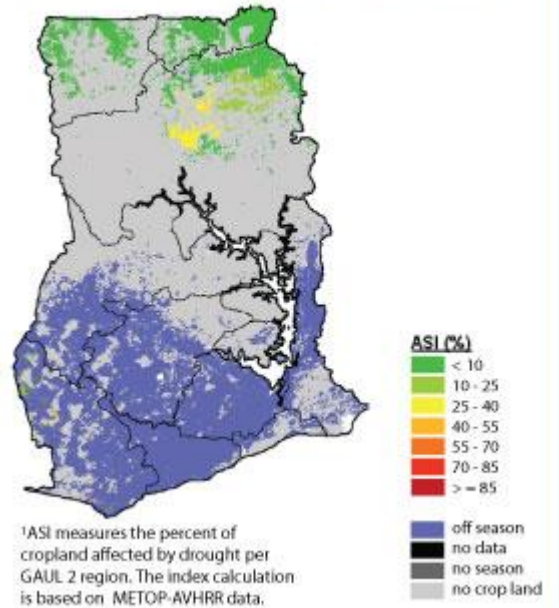 ASI (%)
< 10
10 - 25
25 - 40
40 - 55
55 - 70
70 - 85
> = 85
off season
no data
no season
no crop land
¹ASI measures the percent of
cropland affected by drought per
GAUL 2 region. The index calculation
is based on METOP-AVHRR data.